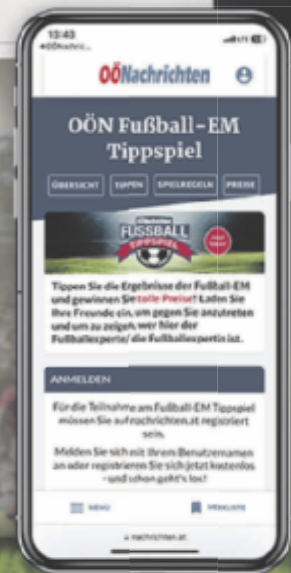 13:43
OÖNachrichten
OÖN Fußball-EM
Tippspiel
ÜBERSICHT TIPPEN SPIELREGELN PREISE
OÖNachrichten
FUSSBALL
TIPPSPIEL
Tippen Sie die Ergebnisse der Fußball-EM
und gewinnen Sie tolle Preise! Laden Sie
Ihre Freunde ein, um gegen Sie anzutreten
und um zu zeigen, wer hier der
Fußballexperte/ die Fußballexpertin ist.
ANMELDEN
Für die Teilnahme am Fußball-EM Tippspiel
müssen Sie auf nachrichten.at registriert
sein.
Melden Sie sich mit Ihrem Benutzernamen
an oder registrieren Sie sich jetzt kostenlos
- und schon geht's los!
MENÜ MERKLISTE
nachrichten.at